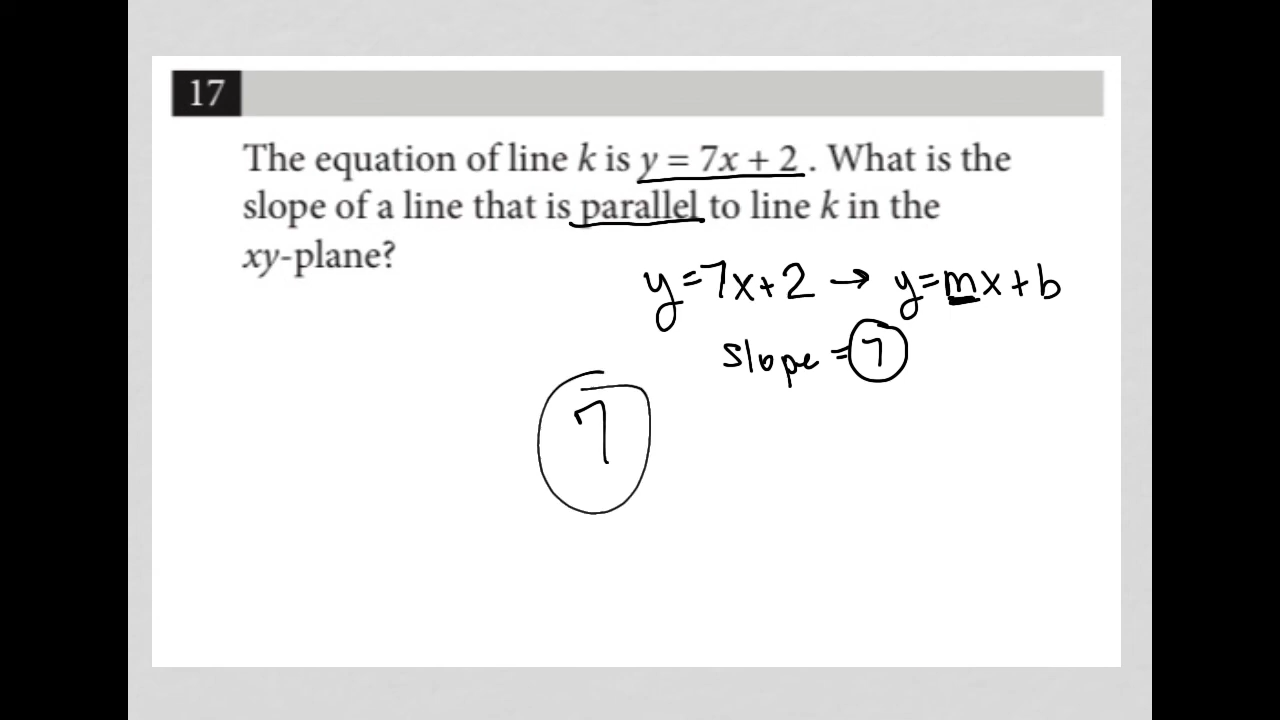 17
The equation of line k is y = 7x + 2 . What is the
slope of a line that is parallel to line k in the
xy-plane?
y=7x+2 → y=mx+b
slope = 7
7